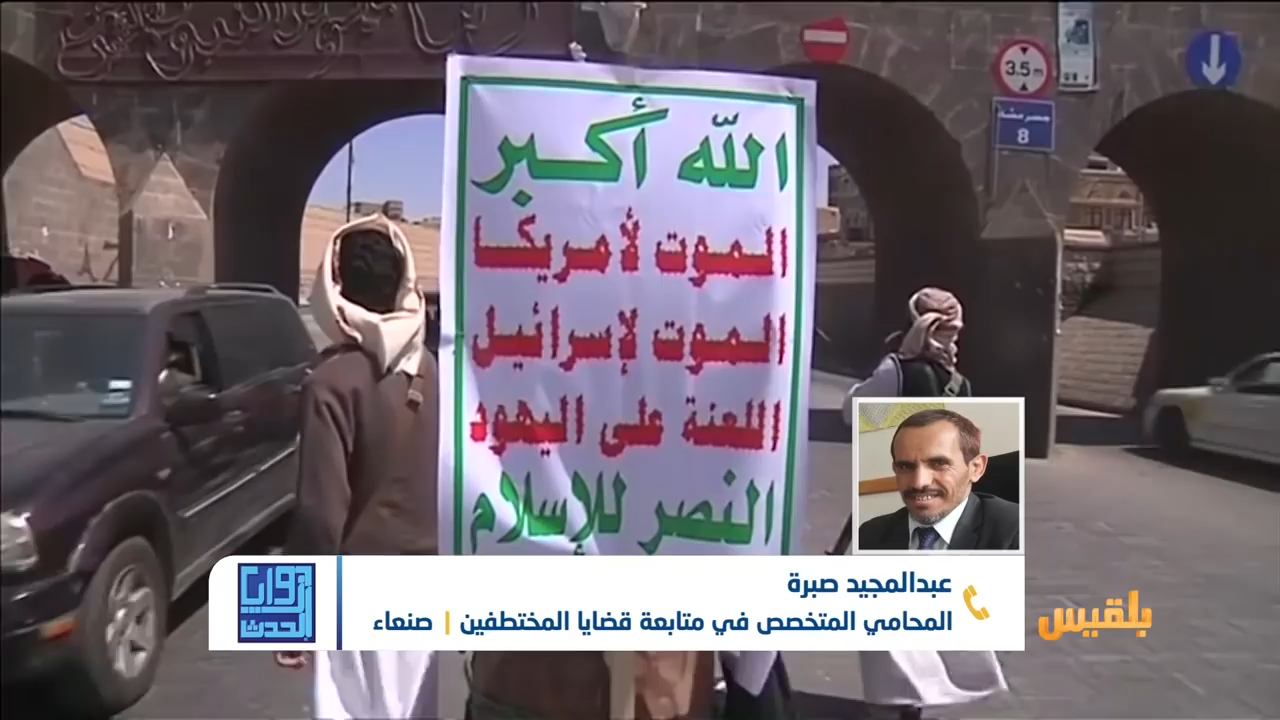 3.5 m
8
الله أكبر
الموت لأمريكا
الموت لإسرائيل
اللعنة على اليهود
النصر للإسلام
عبدالمجيد صبرة
المحامي المتخصص في متابعة قضايا المختطفين | صنعاء
زوايا الحدث
بلقيس